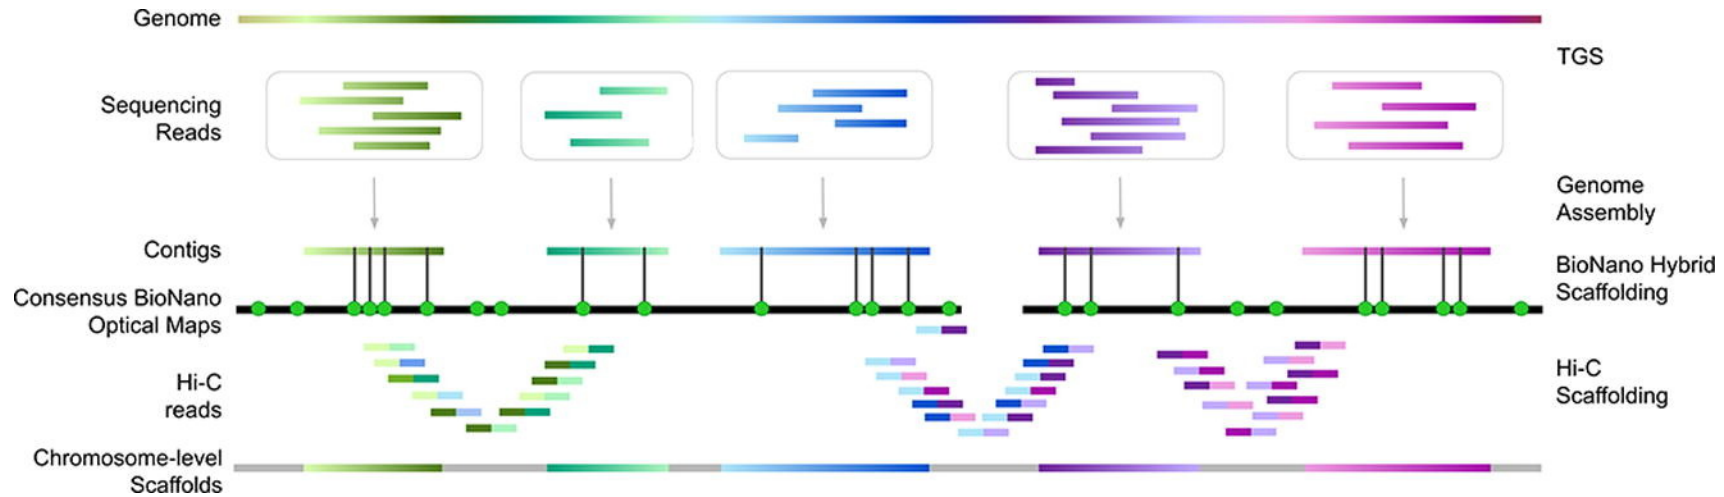 Genome
TGS
Sequencing
Reads
Genome
Assembly
Contigs
BioNano Hybrid
Scaffolding
Consensus BioNano
Optical Maps
Hi-C
reads
Hi-C
Scaffolding
Chromosome-level
Scaffolds